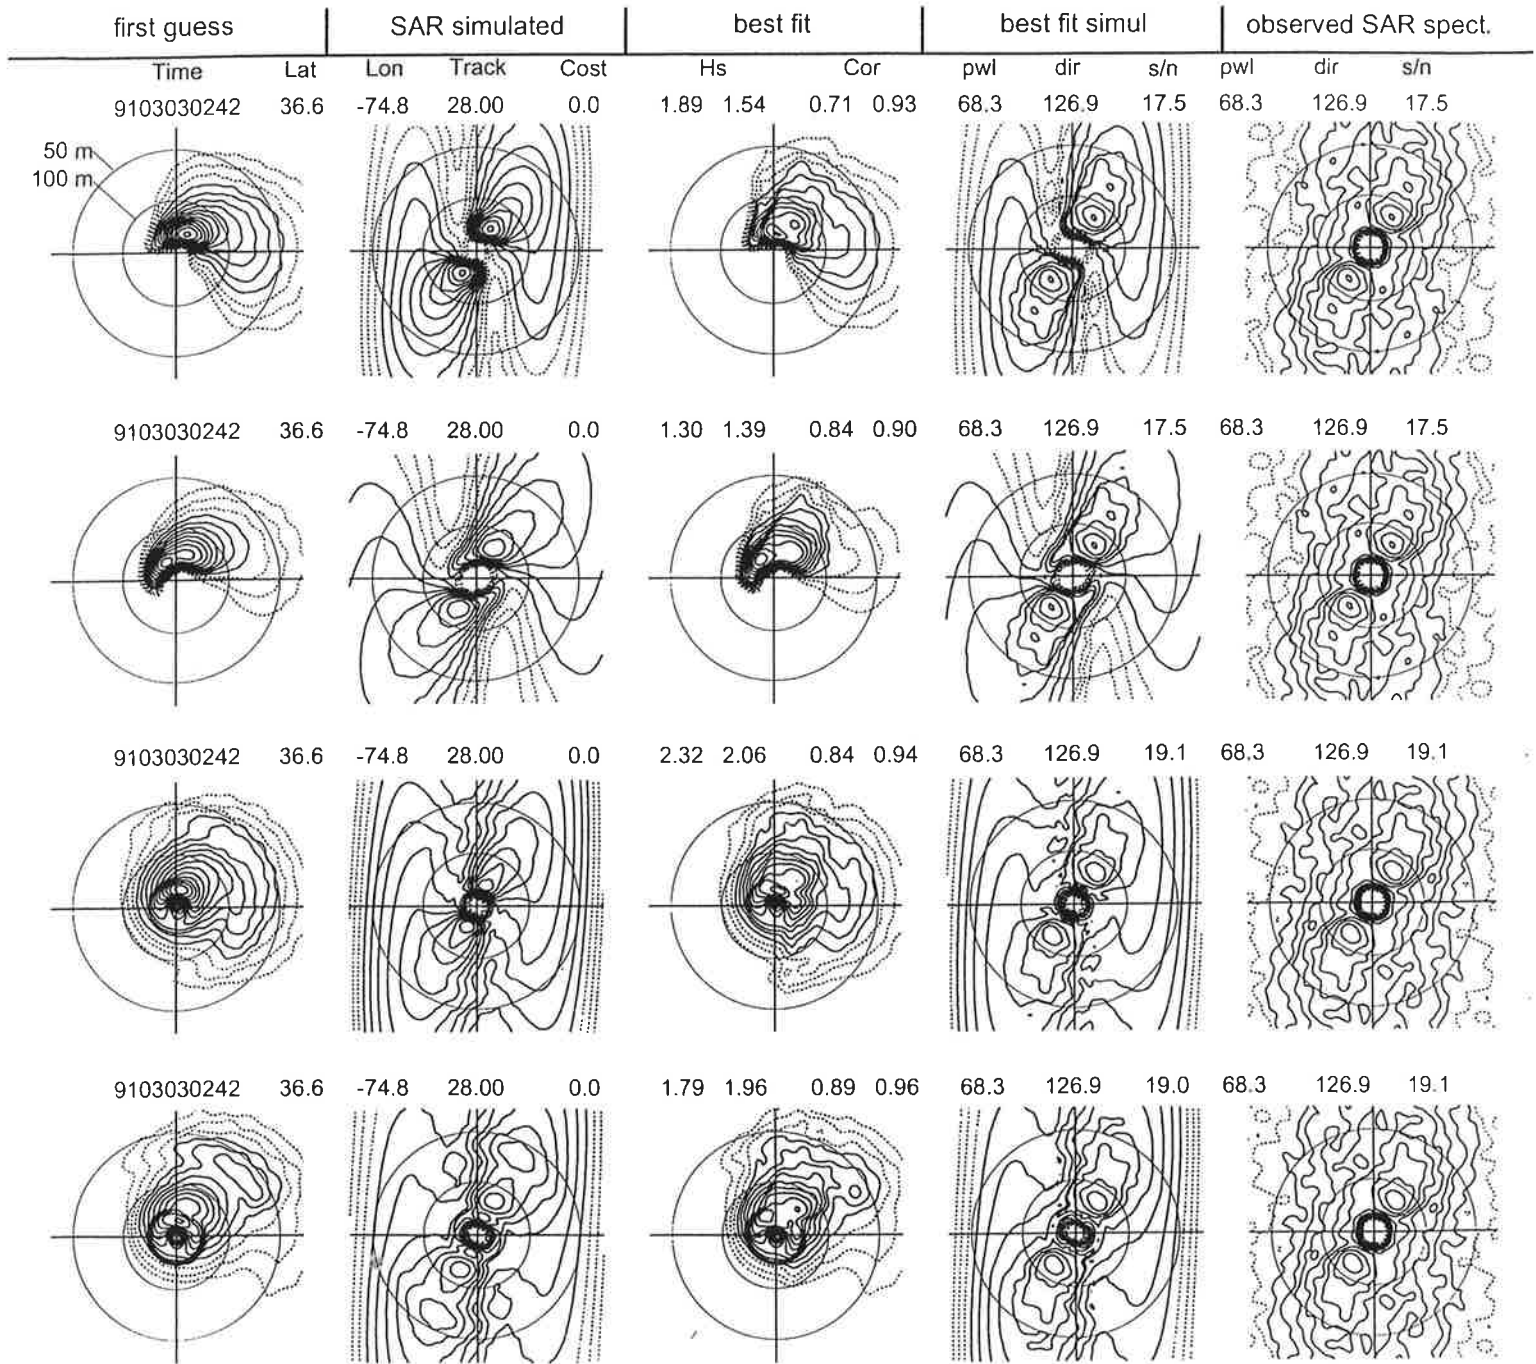 first guess SAR simulated best fit best fit simul observed SAR spect.
Time Lat Lon Track Cost Hs Cor pwl dir s/n pwl dir s/n
9103030242 36.6 -74.8 28.00 0.0 1.89 1.54 0.71 0.93 68.3 126.9 17.5 68.3 126.9 17.5
50 m
100 m
9103030242 36.6 -74.8 28.00 0.0 1.30 1.39 0.84 0.90 68.3 126.9 17.5 68.3 126.9 17.5
9103030242 36.6 -74.8 28.00 0.0 2.32 2.06 0.84 0.94 68.3 126.9 19.1 68.3 126.9 19.1
9103030242 36.6 -74.8 28.00 0.0 1.79 1.96 0.89 0.96 68.3 126.9 19.0 68.3 126.9 19.1